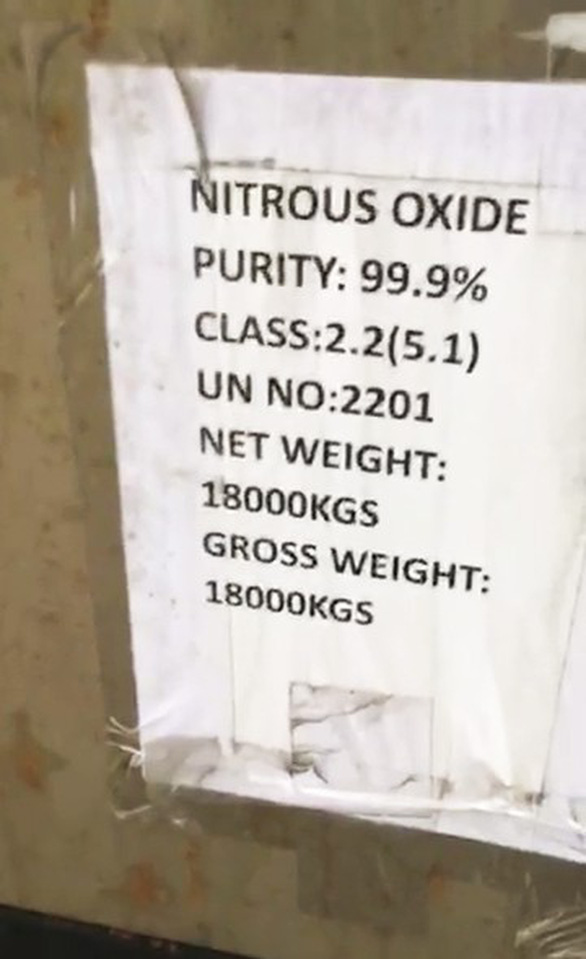 NITROUS OXIDE
PURITY: 99.9%
CLASS:2.2(5.1)
UN NO:2201
NET WEIGHT:
18000KGS
GROSS WEIGHT:
18000KGS